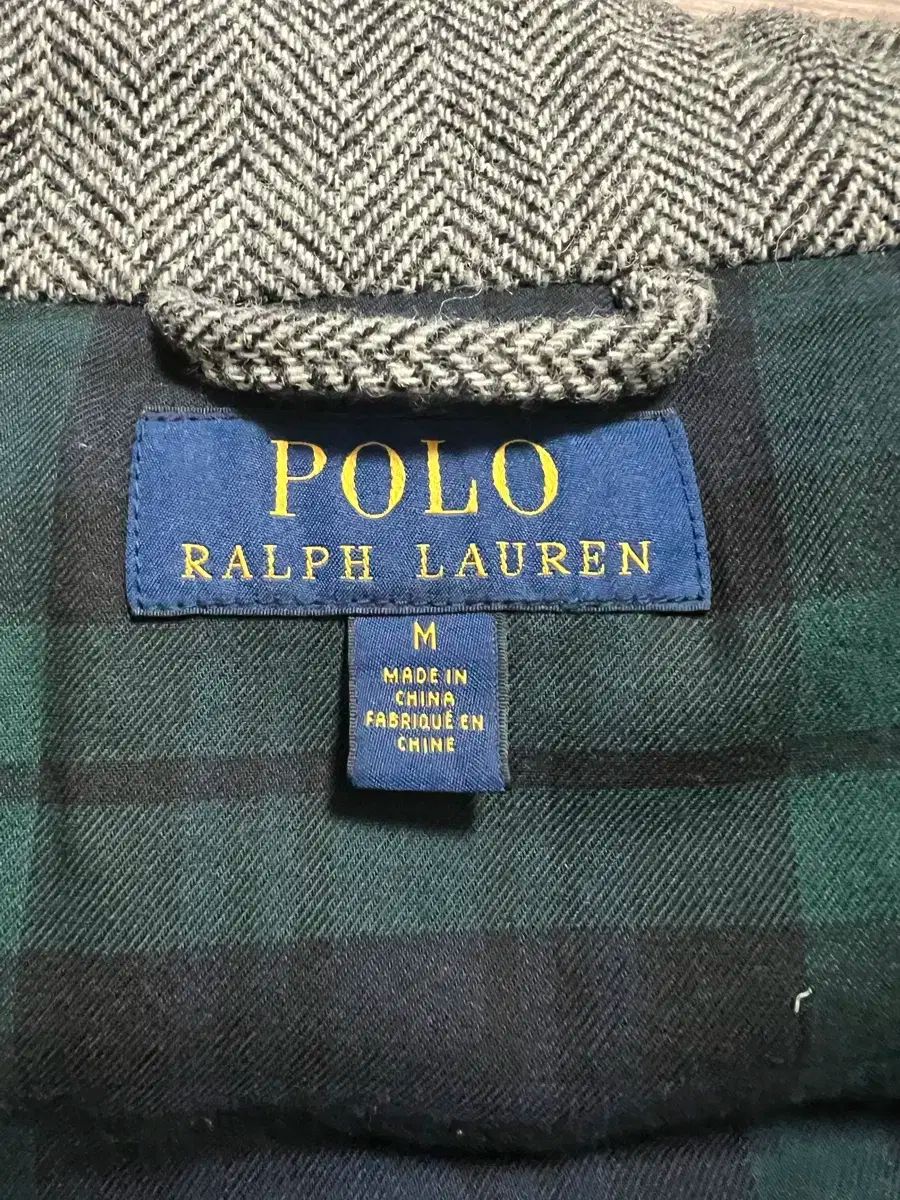 POLO
RALPH LAUREN
M
MADE IN
CHINA
FABRIQUÉ EN
CHINE